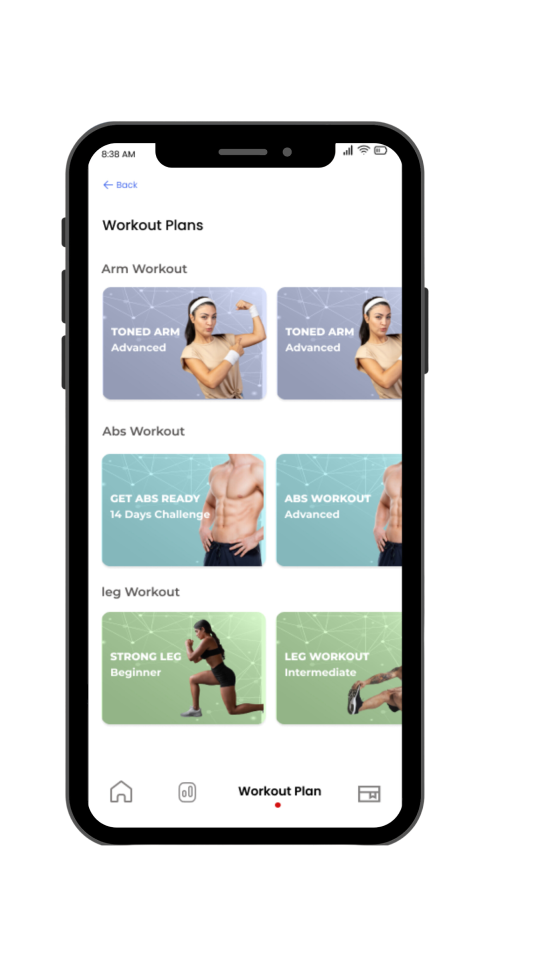 8:38 AM
← Back
Workout Plans
Arm Workout
TONED ARM
Advanced
TONED ARM
Advanced
Abs Workout
GET ABS READY
14 Days Challenge
ABS WORKOUT
Advanced
leg Workout
STRONG LEG
Beginner
LEG WORKOUT
Intermediate
Workout Plan